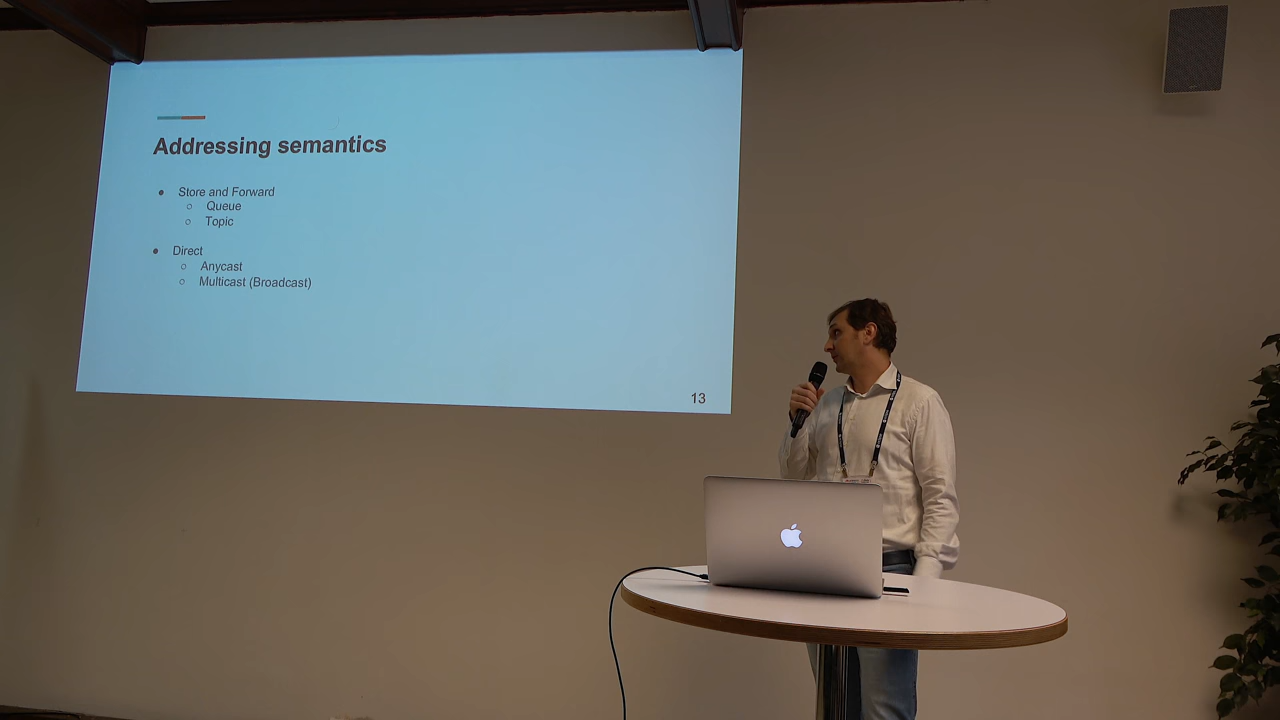 Addressing semantics
● Store and Forward
○ Queue
○ Topic
● Direct
○ Anycast
○ Multicast (Broadcast)
13